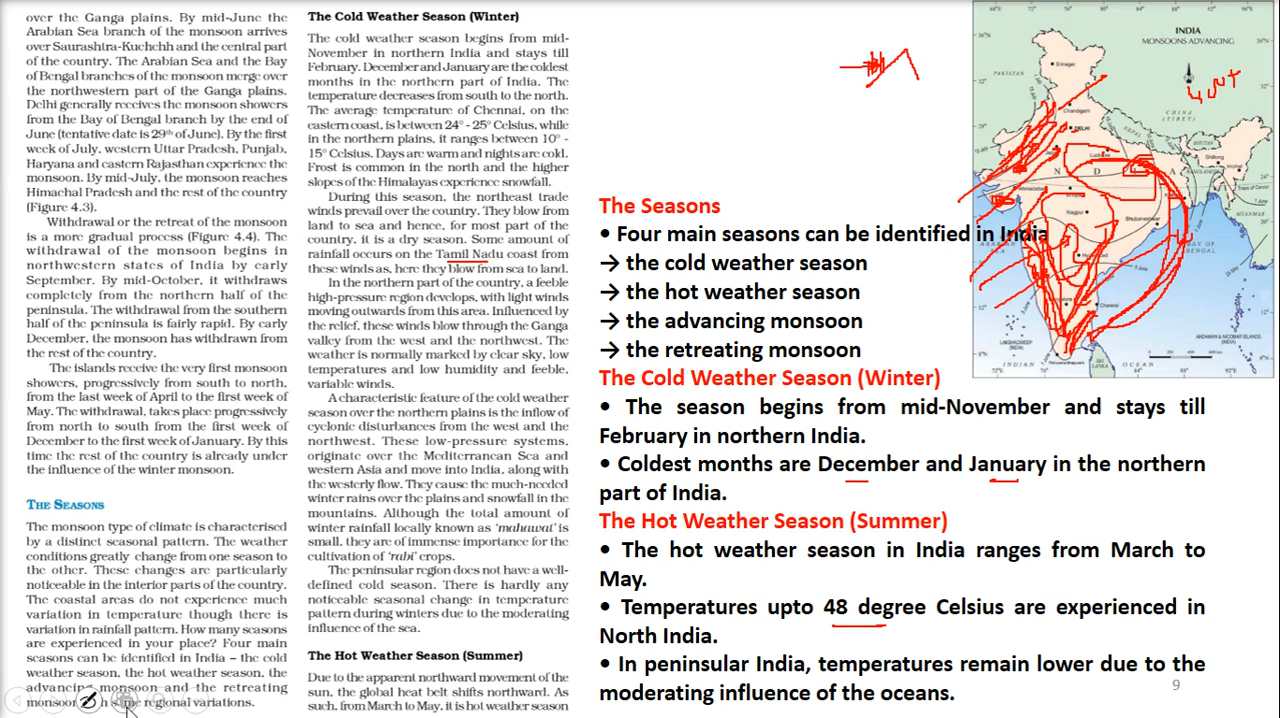 over the Ganga plains. By mid-June the
Arabian Sea branch of the monsoon arrives
over Saurashtra-Kuchchh and the central part
of the country. The Arabian Sea and the Bay
of Bengal branches of the monsoon merge over
the northwestern part of the Ganga plains.
Delhi generally receives the monsoon showers
from the Bay of Bengal branch by the end of
June (tentative date is 29th of June). By the first
week of July, western Uttar Pradesh, Punjab,
Haryana and eastern Rajasthan experience the
monsoon. By mid-July, the monsoon reaches
Himachal Pradesh and the rest of the country
(Figure 4.3).
Withdrawal or the retreat of the monsoon
is a more gradual process (Figure 4.4). The
withdrawal of the monsoon begins in
northwestern states of India by early
September. By mid-October, it withdraws
completely from the northern half of the
peninsula. The withdrawal from the southern
half of the peninsula is fairly rapid. By early
December, the monsoon has withdrawn from
the rest of the country.
The islands receive the very first monsoon
showers, progressively from south to north,
from the last week of April to the first week of
May. The withdrawal, takes place progressively
from north to south from the first week of
December to the first week of January. By this
time the rest of the country is already under
the influence of the winter monsoon.
THE SEASONS
The monsoon type of climate is characterised
by a distinct seasonal pattern. The weather
conditions greatly change from one season to
the other. These changes are particularly
noticeable in the interior parts of the country.
The coastal areas do not experience much
variation in temperature though there is
variation in rainfall pattern. How many seasons
are experienced in your place? Four main
seasons can be identified in India – the cold
weather season, the hot weather season, the
advancing monsoon and the retreating
monsoon regional variations.
The Cold Weather Season (Winter)
The cold weather season begins from mid-
November in northern India and stays till
February. December and January are the coldest
months in the northern part of India. The
temperature decreases from south to the north.
The average temperature of Chennai, on the
eastern coast, is between 24° - 25° Celsius, while
in the northern plains, it ranges between 10° -
15° Celsius. Days are warm and nights are cold.
Frost is common in the north and the higher
slopes of the Himalayas experience snowfall.
During this season, the northeast trade
winds prevail over the country. They blow from
land to sea and hence, for most part of the
country, it is a dry season. Some amount of
rainfall occurs on the Tamil Nadu coast from
these winds as, here they blow from sea to land.
In the northern part of the country, a feeble
high-pressure region develops, with light winds
moving outwards from this area. Influenced by
the relief, these winds blow through the Ganga
valley from the west and the northwest. The
weather is normally marked by clear sky, low
temperatures and low humidity and feeble,
variable winds.
A characteristic feature of the cold weather
season over the northern plains is the inflow of
cyclonic disturbances from the west and the
northwest. These low-pressure systems,
originate over the Mediterranean Sea and
western Asia and move into India, along with
the westerly flow. They cause the much-needed
winter rains over the plains and snowfall in the
mountains. Although the total amount of
winter rainfall locally known as ‘mahawat’ is
small, they are of immense importance for the
cultivation of ‘rabi’ crops.
The peninsular region does not have a well-
defined cold season. There is hardly any
noticeable seasonal change in temperature
pattern during winters due to the moderating
influence of the sea.
The Hot Weather Season (Summer)
Due to the apparent northward movement of the
sun, the global heat belt shifts northward. As
such, from March to May, it is hot weather season
The Seasons
• Four main seasons can be identified in India
→ the cold weather season
→ the hot weather season
→ the advancing monsoon
→ the retreating monsoon
The Cold Weather Season (Winter)
• The season begins from mid-November and stays till
February in northern India.
• Coldest months are December and January in the northern
part of India.
The Hot Weather Season (Summer)
• The hot weather season in India ranges from March to
May.
• Temperatures upto 48 degree Celsius are experienced in
North India.
• In peninsular India, temperatures remain lower due to the
moderating influence of the oceans.
9
INDIA
MONSOONS ADVANCING
PAKISTAN
Srinagar
CHINA
(TIBET)
Chandigarh
DELHI
NEPAL
BHUTAN
Shillong
BANGLADESH
MYANMAR
Nagpur
Bhubaneshwar
BAY OF
BENGAL
Chennai
LAKSHADWEEP
(INDIA)
ANDAMAN & NICOBAR ISLANDS
(INDIA)
SRI
LANKA
INDIAN OCEAN